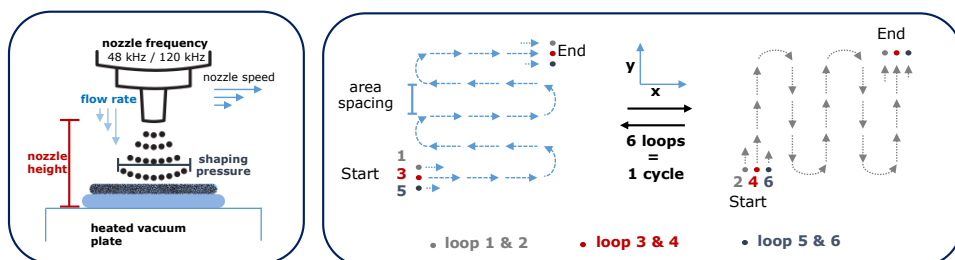 nozzle frequency
48 kHz / 120 kHz
nozzle speed
flow rate
nozzle
height
shaping
pressure
heated vacuum
plate
End
area
spacing
Start
1
3
5
y
x
6 loops
=
1 cycle
End
2 4 6
Start
loop 1 & 2
loop 3 & 4
loop 5 & 6